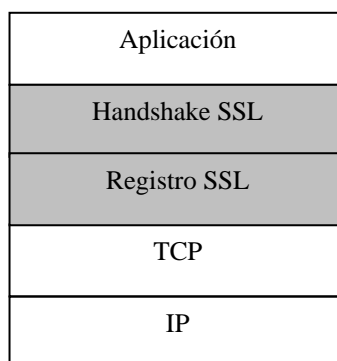 Aplicación
Handshake SSL
Registro SSL
TCP
IP